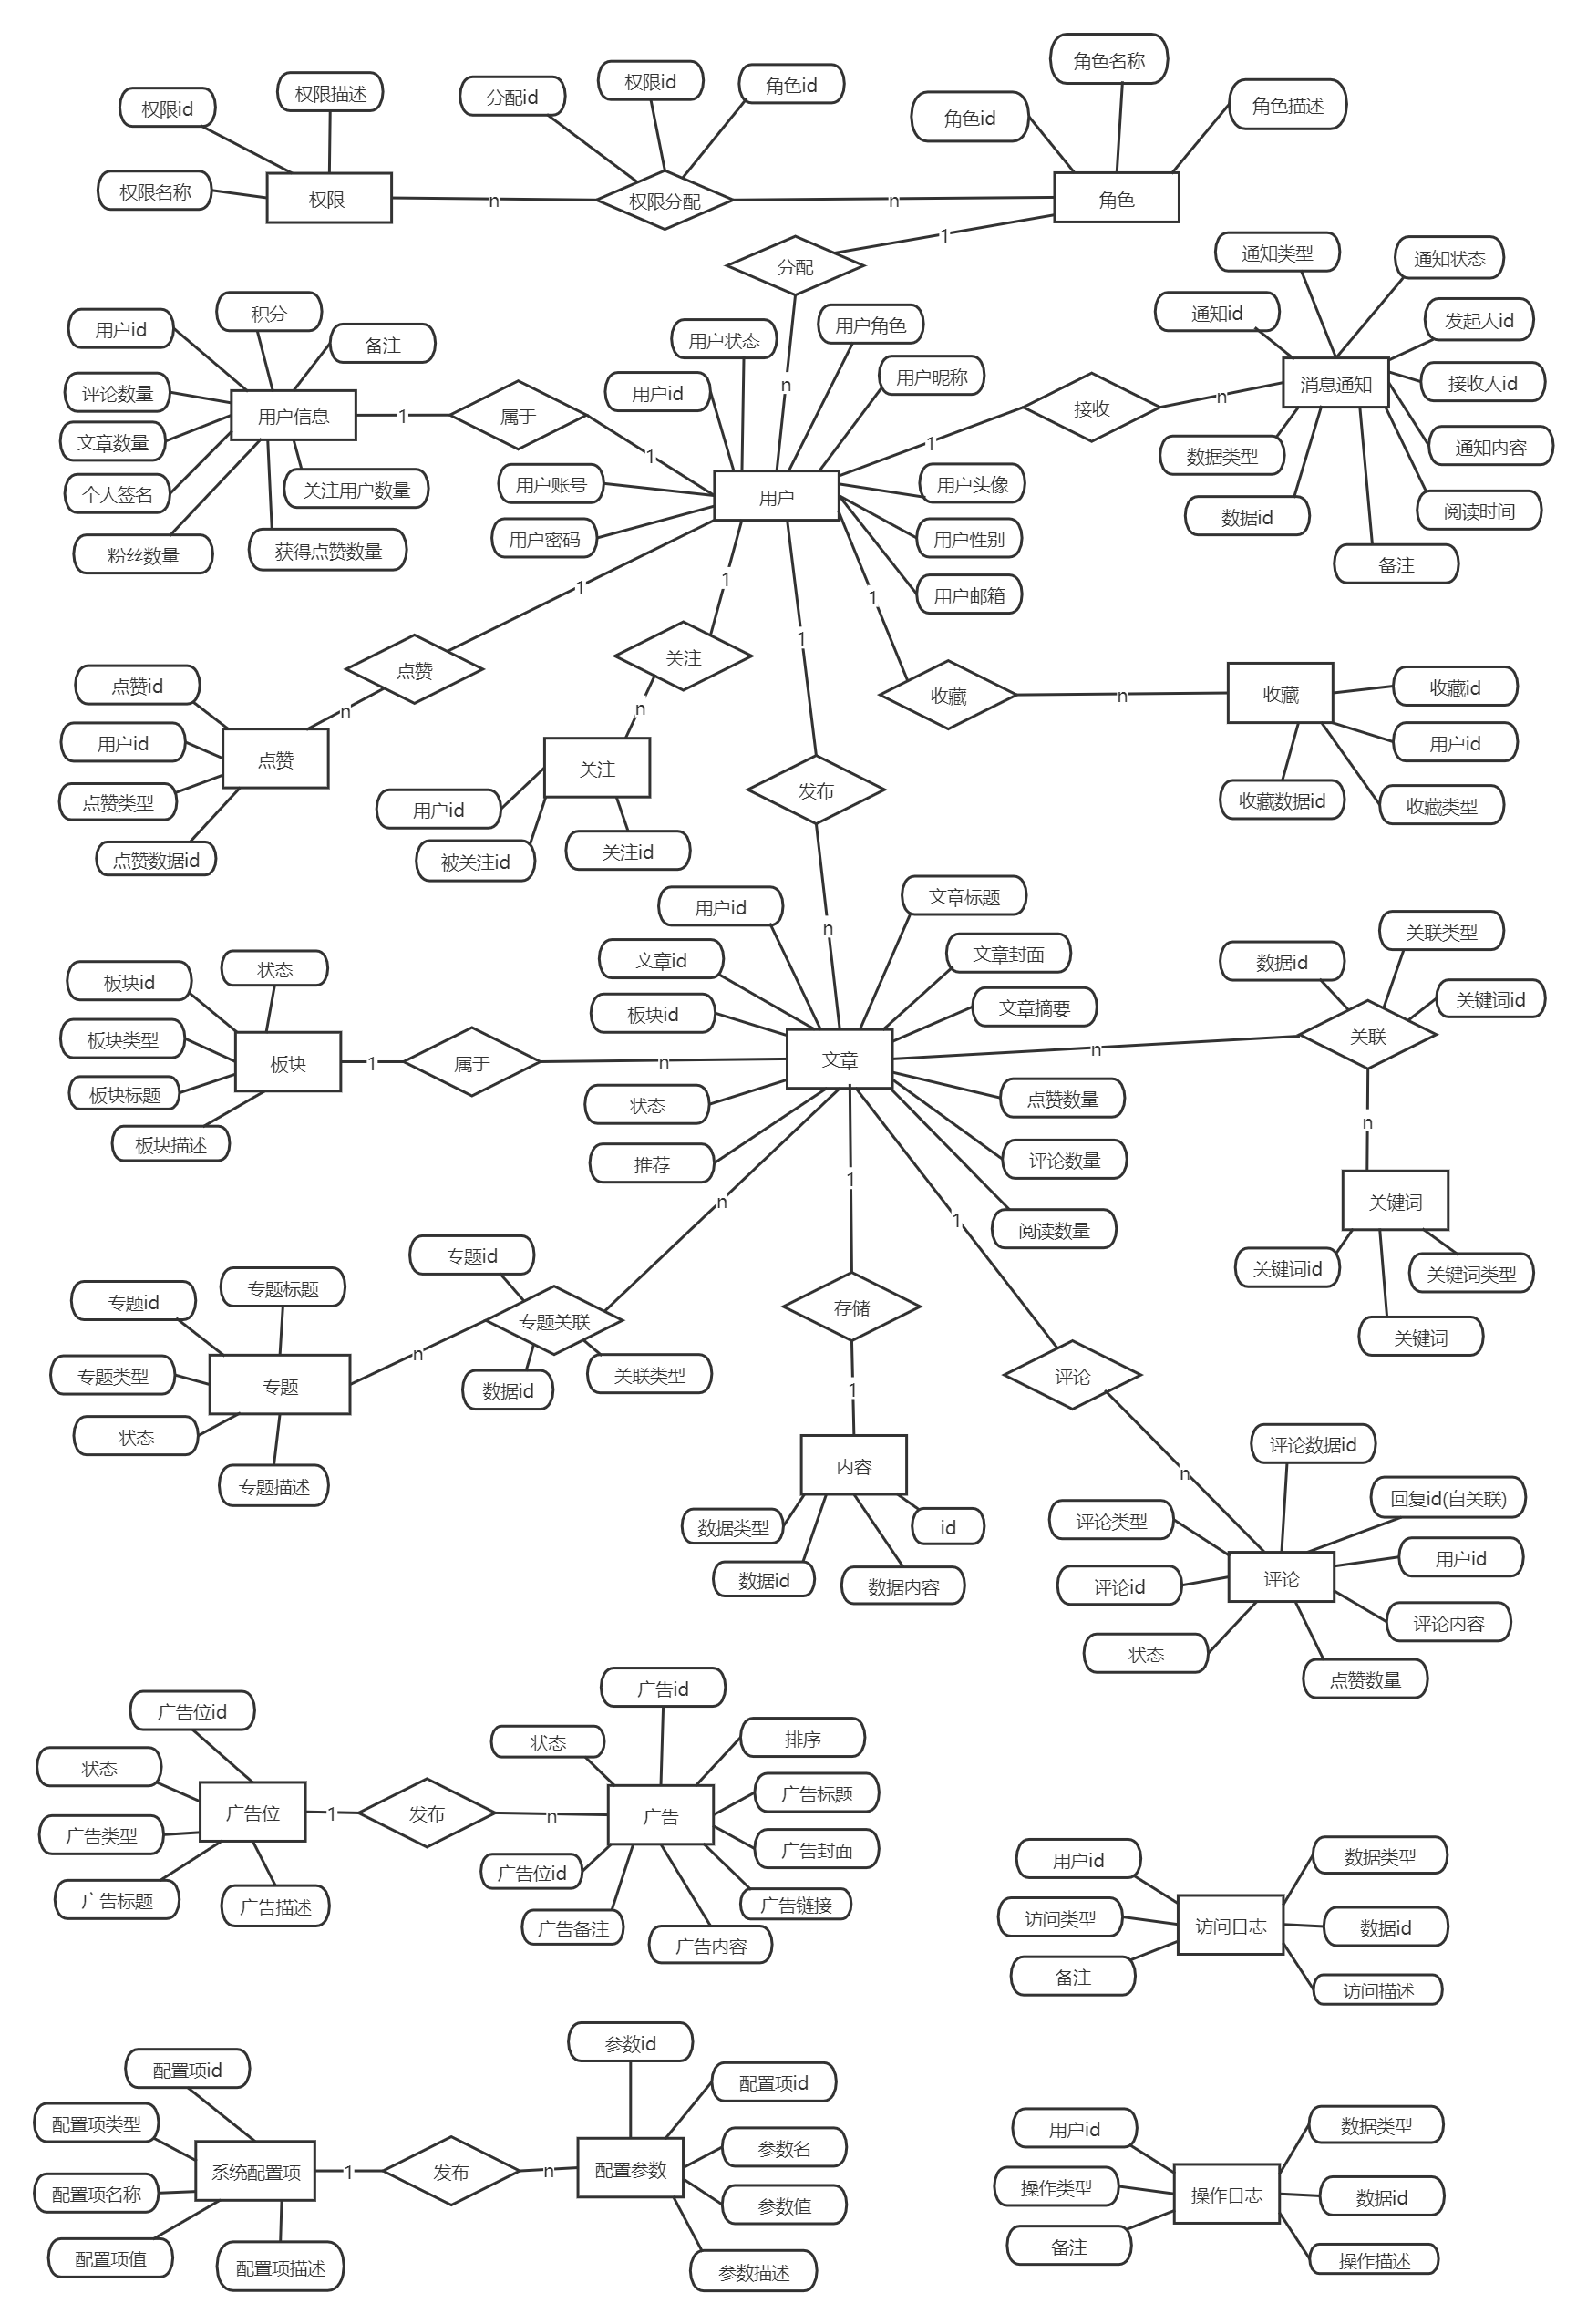 角色名称
权限描述
权限id
分配id
权限id
角色id
角色id
角色描述
权限名称
权限
n
权限分配
n
角色
1
分配
通知类型
通知状态
用户id
积分
备注
用户状态
用户角色
通知id
发起人id
评论数量
用户信息
1
属于
用户id
n
用户昵称
接收
n
消息通知
接收人id
文章数量
1
1
数据类型
通知内容
个人签名
关注用户数量
用户账号
用户
用户头像
数据id
阅读时间
粉丝数量
获得点赞数量
用户密码
用户性别
备注
1
1
1
1
用户邮箱
点赞
关注
点赞id
n
n
收藏
n
收藏
收藏id
用户id
点赞
关注
发布
用户id
点赞类型
用户id
收藏数据id
收藏类型
点赞数据id
被关注id
关注id
用户id
文章标题
n
文章id
文章封面
数据id
关联类型
板块id
状态
板块id
文章摘要
关键词id
板块类型
板块
1
属于
n
文章
n
关联
板块标题
状态
点赞数量
板块描述
推荐
n
评论数量
1
n
1
阅读数量
关键词
专题id
专题标题
专题id
关键词id
关键词类型
专题关联
存储
关键词
专题类型
专题
n
数据id
关联类型
1
评论
状态
专题描述
内容
n
评论数据id
数据类型
id
评论类型
回复id(自关联)
数据id
数据内容
评论id
评论
用户id
状态
评论内容
点赞数量
广告位id
广告id
状态
状态
排序
广告位
1
发布
n
广告
广告标题
广告类型
广告封面
广告标题
广告描述
广告位id
广告链接
广告备注
广告内容
用户id
数据类型
访问类型
访问日志
数据id
备注
访问描述
参数id
配置项id
配置项id
配置项类型
参数名
用户id
数据类型
系统配置项
1
发布
n
配置参数
操作类型
操作日志
数据id
配置项名称
参数值
备注
操作描述
配置项值
配置项描述
参数描述